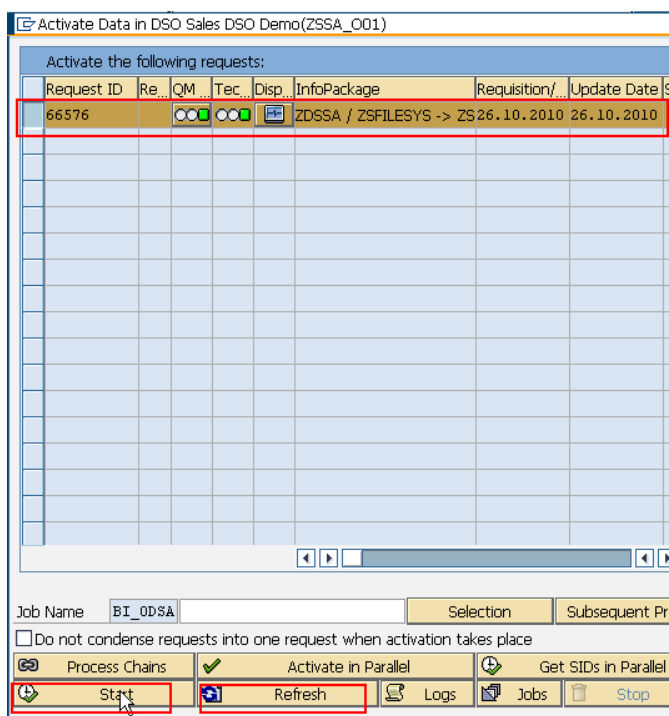 Activate Data in DSO Sales DSO Demo(ZSSA_O01)
Activate the following requests:
Request ID Re... QM ... Tec... Disp... InfoPackage Requisition/ Update Date S
66576 ZDSSA / ZSFILESYS -> ZS 26.10.2010 26.10.2010
Job Name BI_ODSA Selection Subsequent Pr
Do not condense requests into one request when activation takes place
Process Chains Activate in Parallel Get SIDs in Parallel
Start Refresh Logs Jobs Stop